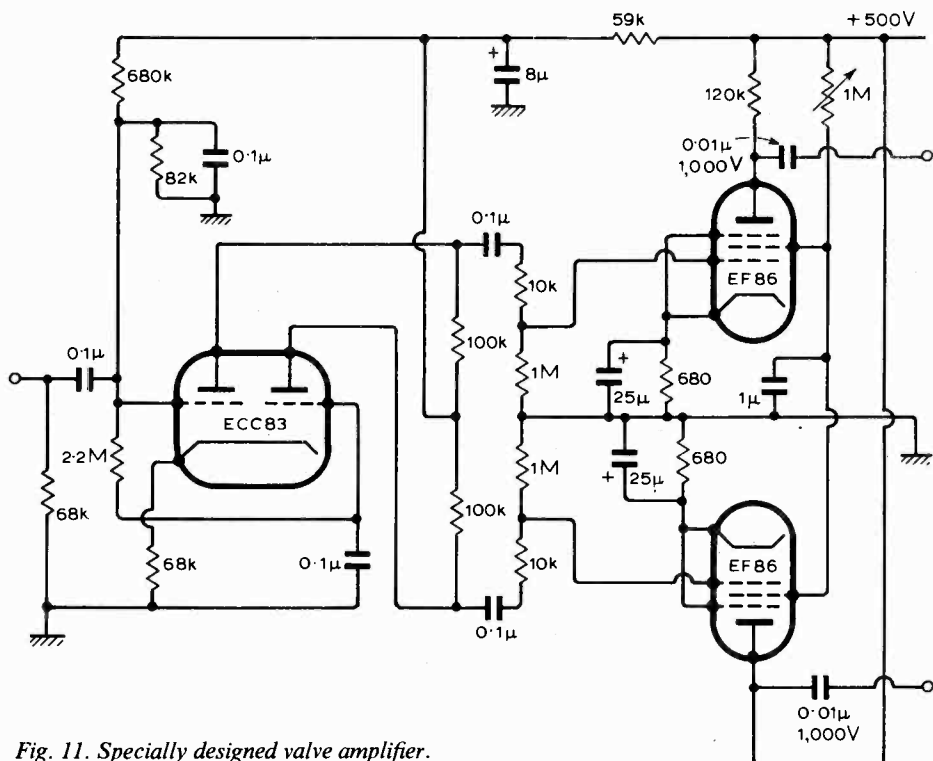 59k
+500V
680k
+
8μ
120k
1M
0·01μ
1,000V
0·1μ
82k
0·1μ
EF86
10k
100k
0·1μ
1M
+
25μ
680
1μ
ECC83
2·2M
1M
25μ
+
680
68k
100k
68k
0·1μ
10k
EF86
0·1μ
0·01μ
1,000V
Fig. 11. Specially designed valve amplifier.